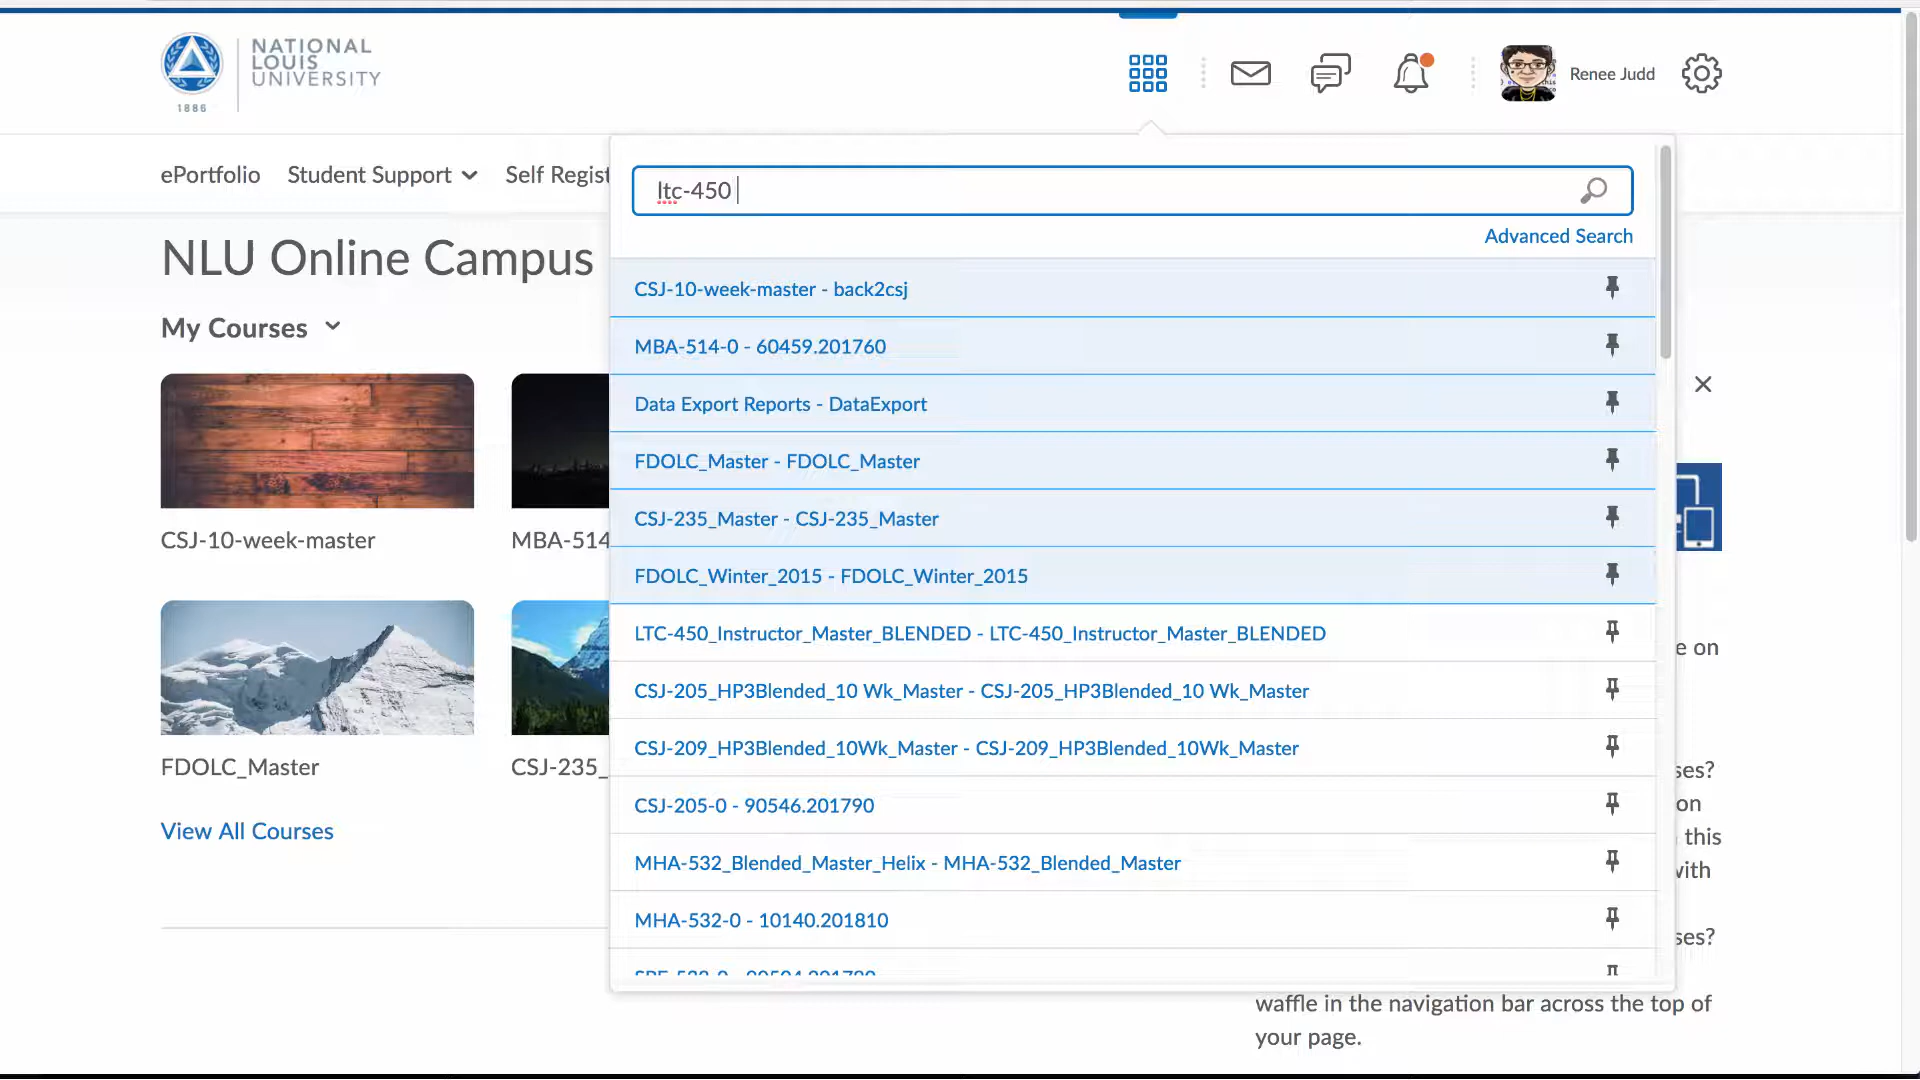 NATIONAL
LOUIS
UNIVERSITY
1886
Renee Judd
ePortfolio Student Support Self Regist
ltc-450
Advanced Search
NLU Online Campus
My Courses
CSJ-10-week-master - back2csj
MBA-514-0 - 60459.201760
Data Export Reports - DataExport
FDOLC_Master - FDOLC_Master
CSJ-235_Master - CSJ-235_Master
FDOLC_Winter_2015 - FDOLC_Winter_2015
LTC-450_Instructor_Master_BLENDED - LTC-450_Instructor_Master_BLENDED
CSJ-205_HP3Blended_10 Wk_Master - CSJ-205_HP3Blended_10 Wk_Master
CSJ-209_HP3Blended_10Wk_Master - CSJ-209_HP3Blended_10Wk_Master
CSJ-205-0 - 90546.201790
MHA-532_Blended_Master_Helix - MHA-532_Blended_Master
MHA-532-0 - 10140.201810
CSJ-10-week-master
MBA-514
FDOLC_Master
CSJ-235_
View All Courses
e on
ses?
on
this
with
ses?
waffle in the navigation bar across the top of
your page.